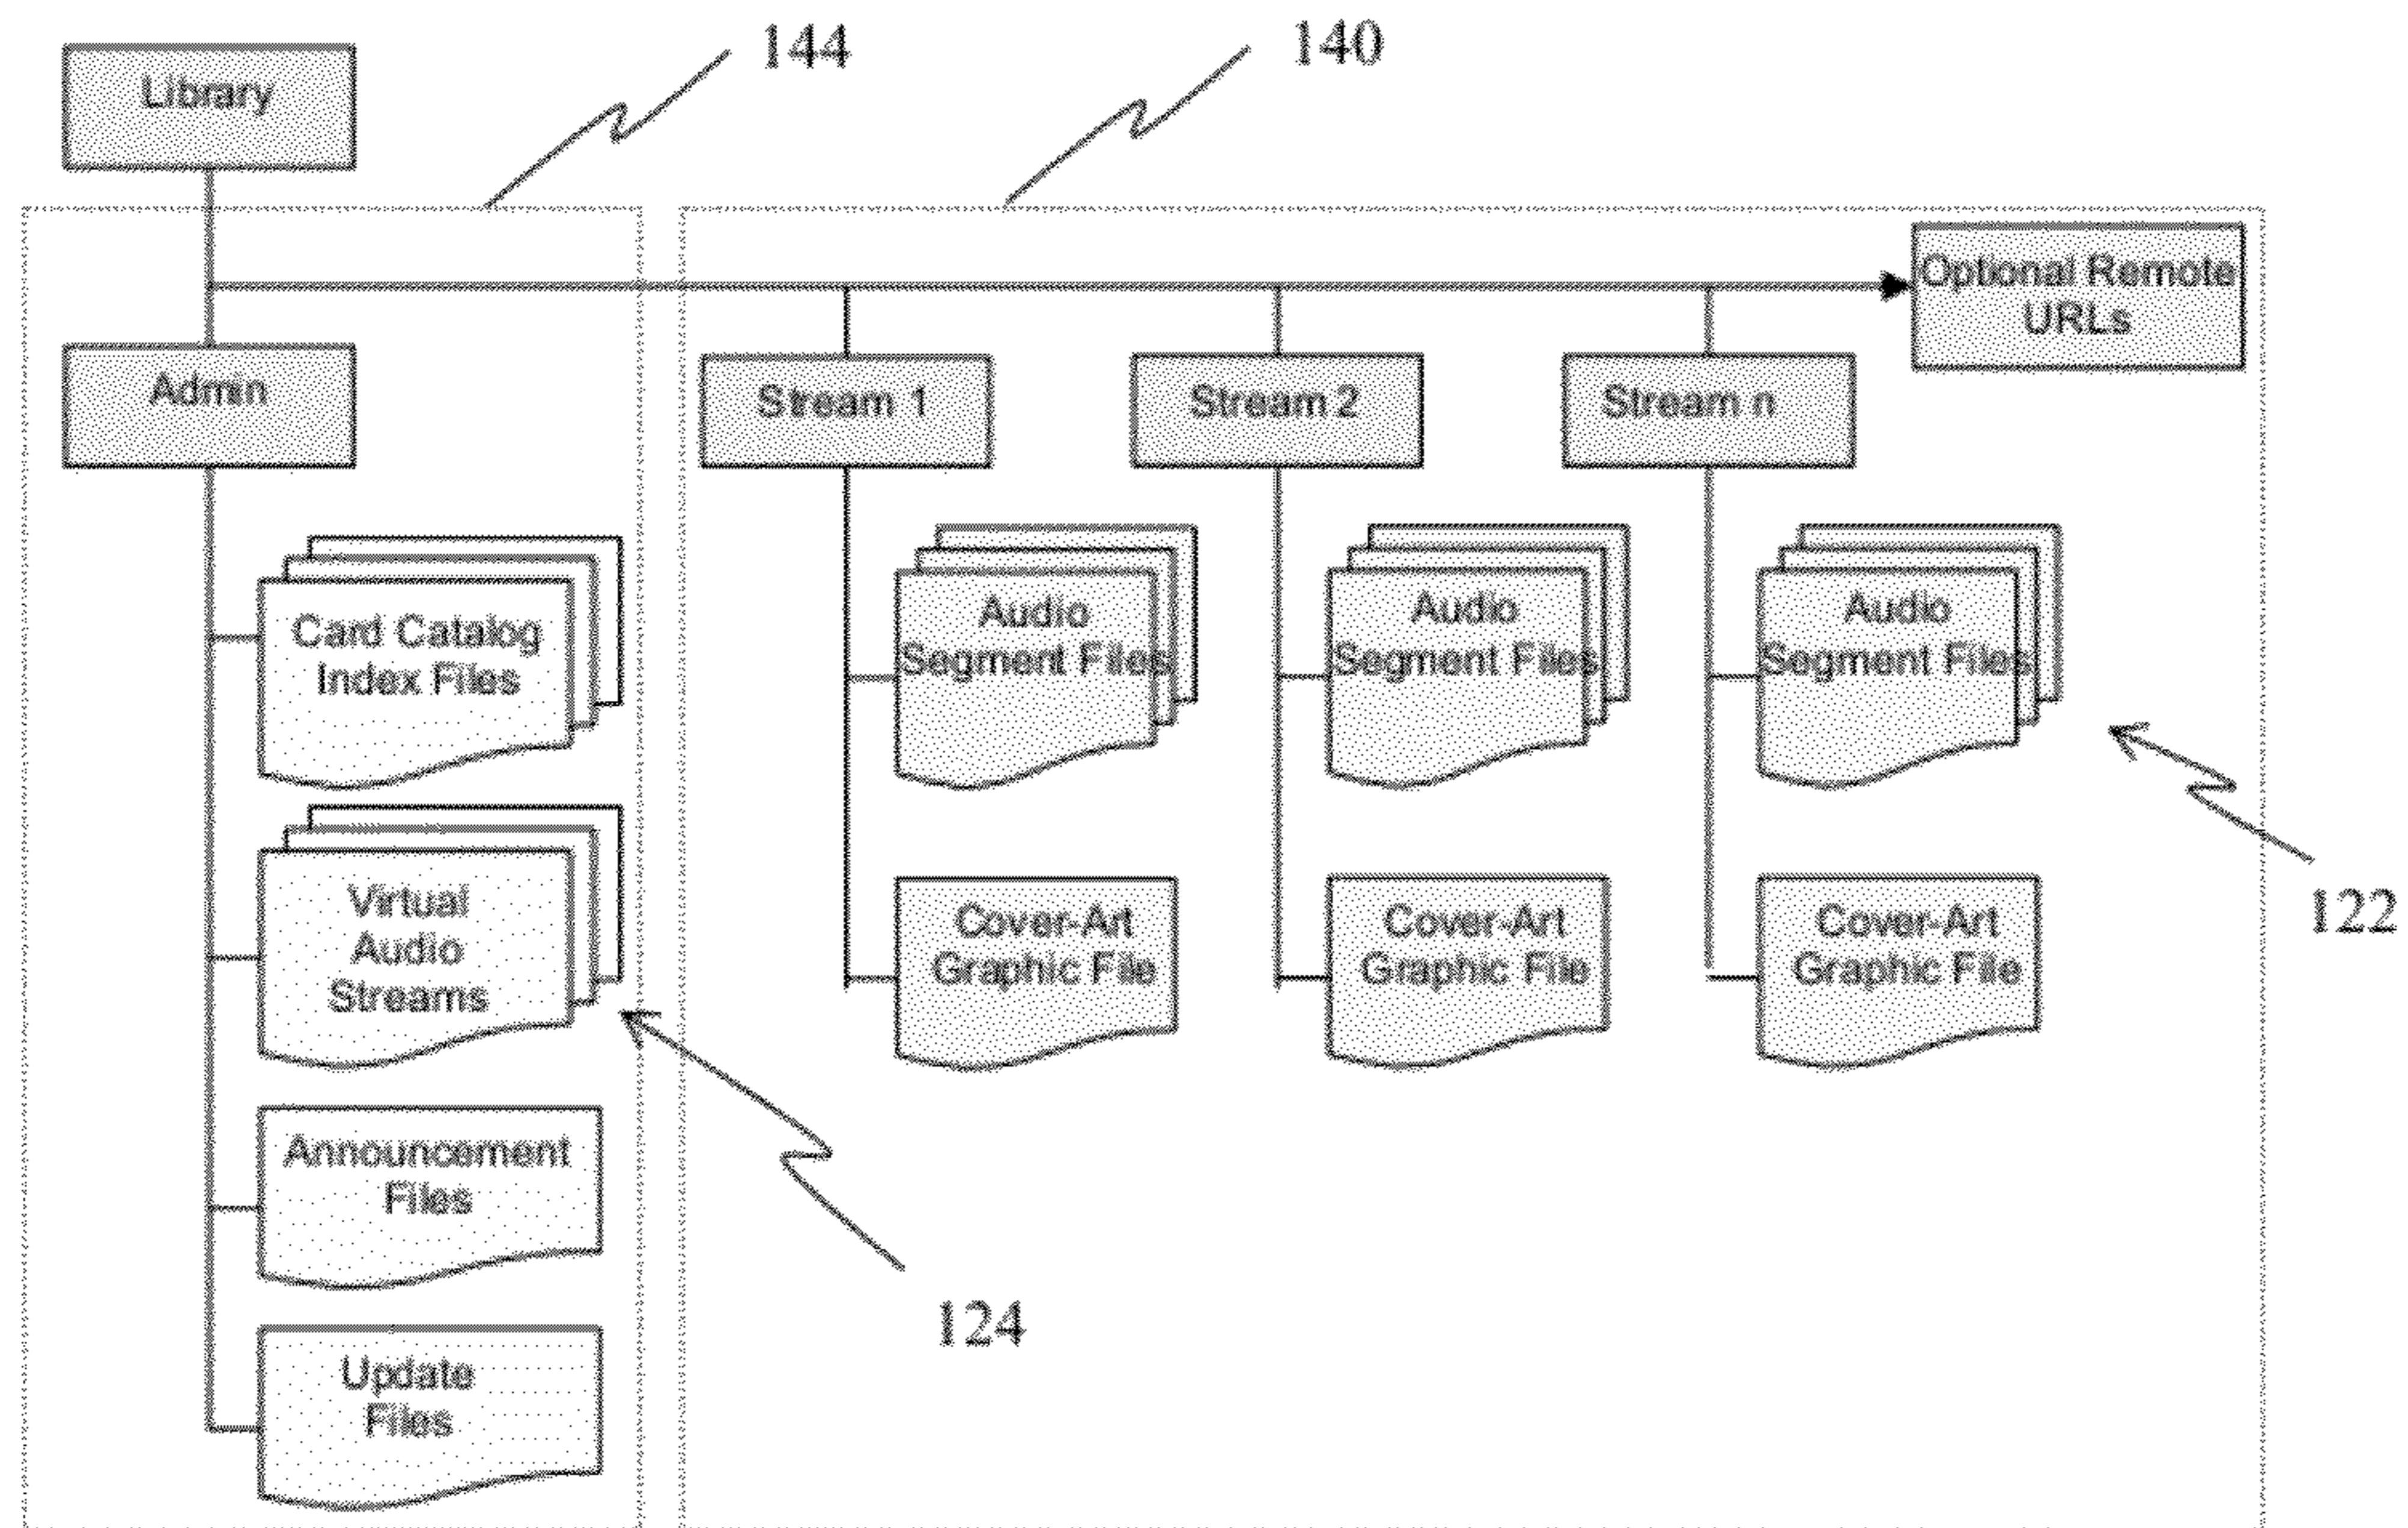 144
140
Library
Optional Remote
URLs
Admin
Stream 1
Stream 2
Stream n
Card Catalog
Index Files
Audio
Segment Files
Audio
Segment Files
Audio
Segment Files
122
Virtual
Audio
Streams
Cover-Art
Graphic File
Cover-Art
Graphic File
Cover-Art
Graphic File
Announcement
Files
124
Update
Files